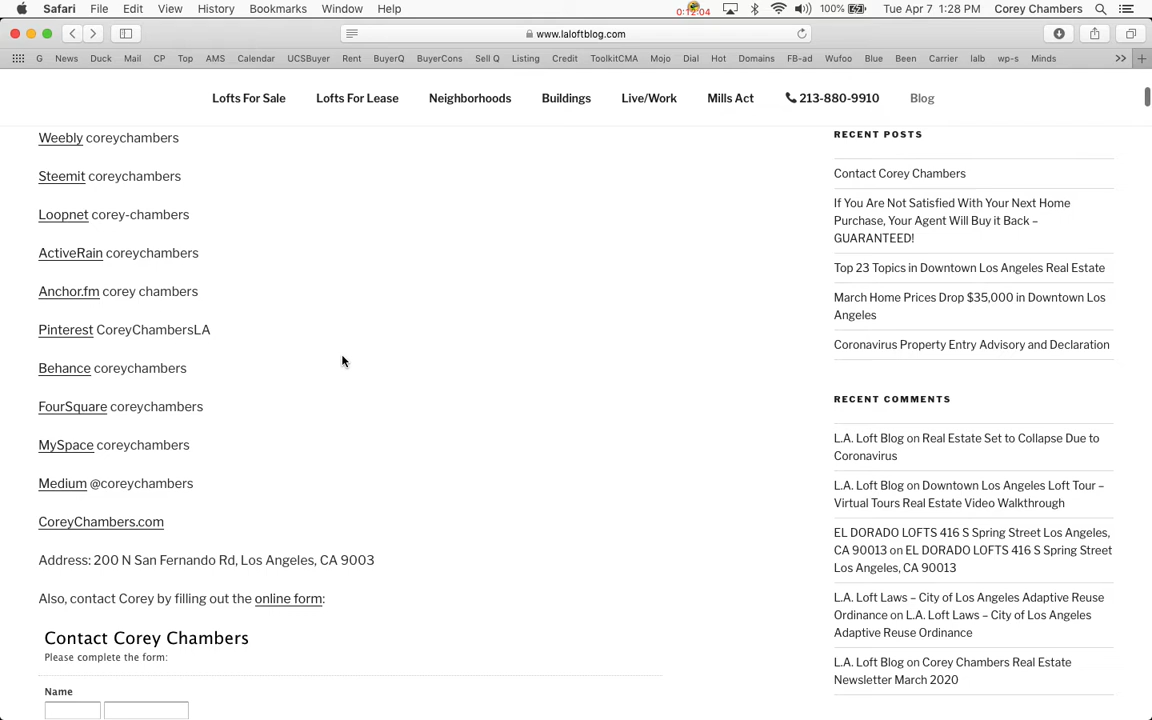 Safari File Edit View History Bookmarks Window Help 0:12:04 100% Tue Apr 7 1:28 PM Corey Chambers
www.laloftblog.com
G News Duck Mail CP Top AMS Calendar UCSBuyer Rent BuyerQ BuyerCons Sell Q Listing Credit ToolkitCMA Mojo Dial Hot Domains FB-ad Wufoo Blue Been Carrier lalb wp-s Minds
Lofts For Sale Lofts For Lease Neighborhoods Buildings Live/Work Mills Act 213-880-9910 Blog
Weebly coreychambers
Steemit coreychambers
Loopnet corey-chambers
ActiveRain coreychambers
Anchor.fm corey chambers
Pinterest CoreyChambersLA
Behance coreychambers
FourSquare coreychambers
MySpace coreychambers
Medium @coreychambers
CoreyChambers.com
Address: 200 N San Fernando Rd, Los Angeles, CA 9003
Also, contact Corey by filling out the online form:
Contact Corey Chambers
Please complete the form:
Name
RECENT POSTS
Contact Corey Chambers
If You Are Not Satisfied With Your Next Home
Purchase, Your Agent Will Buy it Back –
GUARANTEED!
Top 23 Topics in Downtown Los Angeles Real Estate
March Home Prices Drop $35,000 in Downtown Los
Angeles
Coronavirus Property Entry Advisory and Declaration
RECENT COMMENTS
L.A. Loft Blog on Real Estate Set to Collapse Due to
Coronavirus
L.A. Loft Blog on Downtown Los Angeles Loft Tour –
Virtual Tours Real Estate Video Walkthrough
EL DORADO LOFTS 416 S Spring Street Los Angeles,
CA 90013 on EL DORADO LOFTS 416 S Spring Street
Los Angeles, CA 90013
L.A. Loft Laws – City of Los Angeles Adaptive Reuse
Ordinance on L.A. Loft Laws – City of Los Angeles
Adaptive Reuse Ordinance
L.A. Loft Blog on Corey Chambers Real Estate
Newsletter March 2020